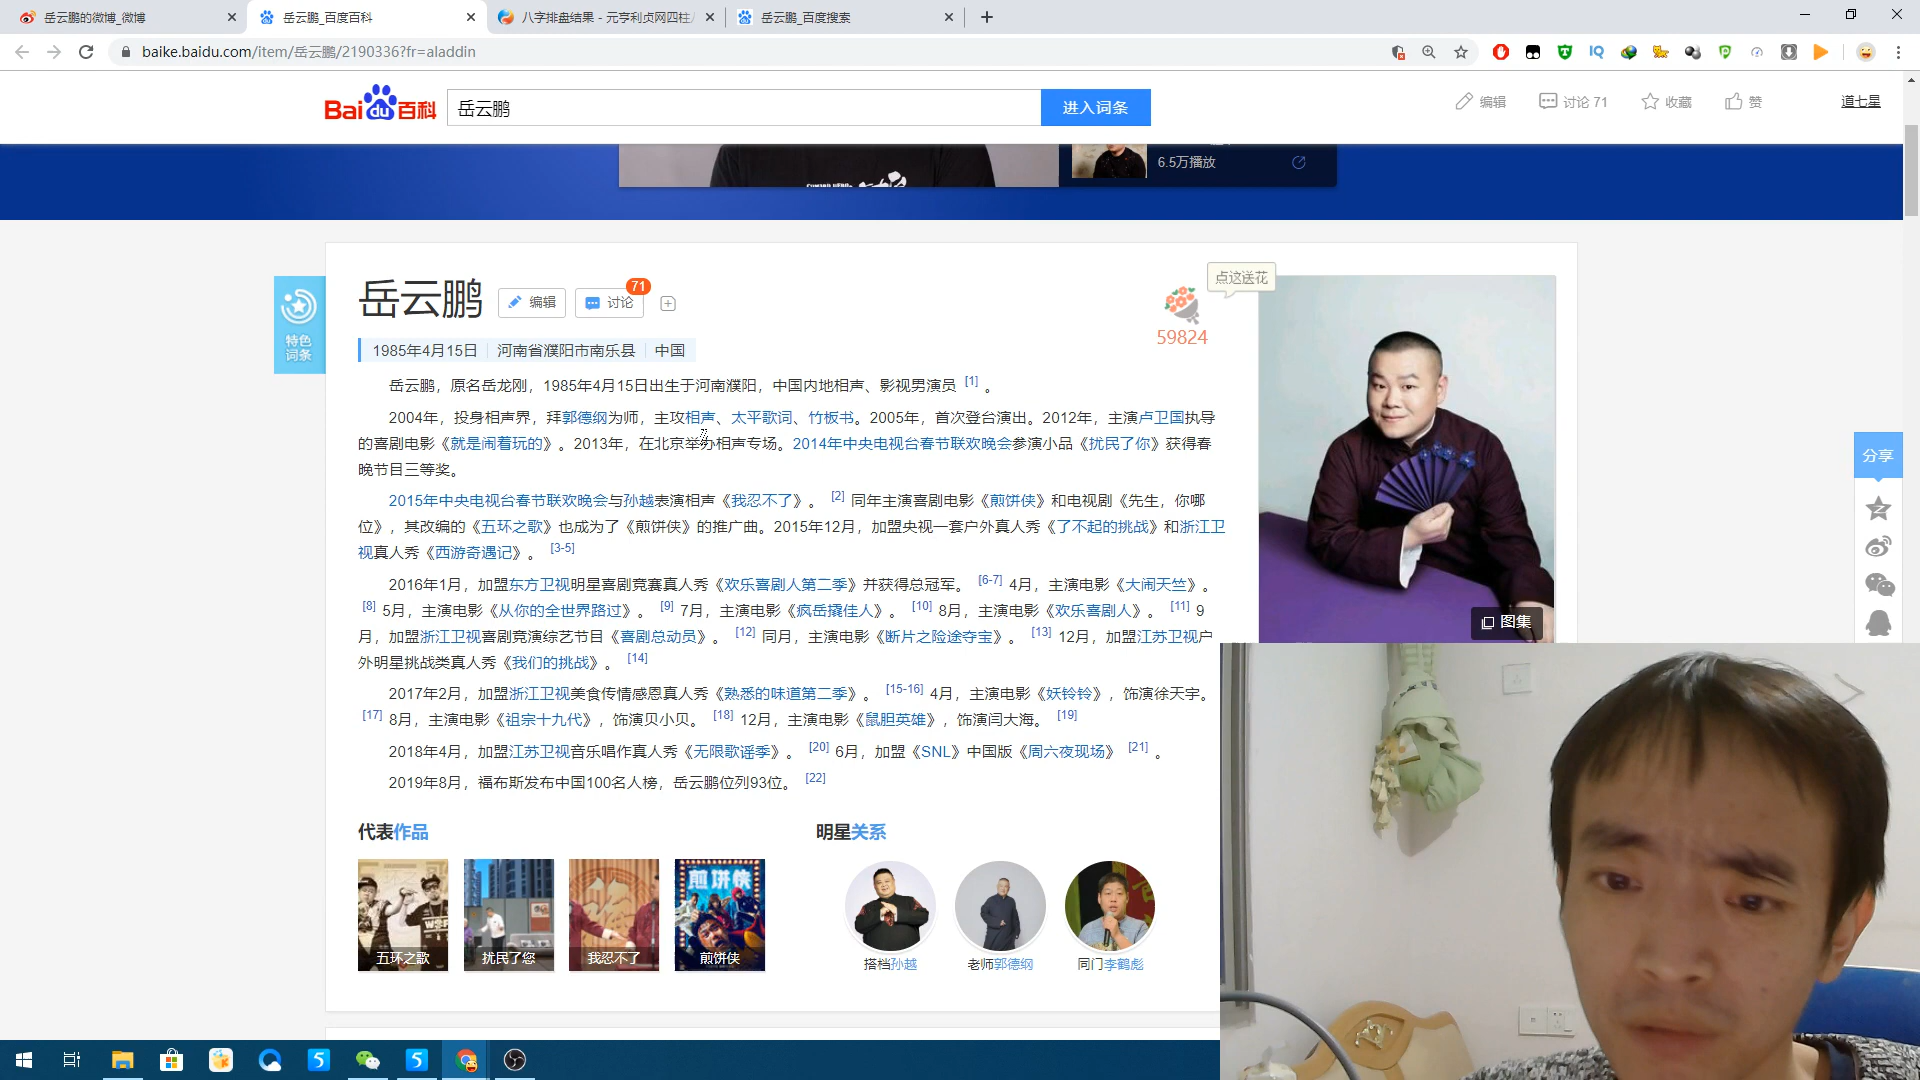 岳云鹏的微博_微博
岳云鹏_百度百科
八字排盘结果 - 元亨利贞网四柱八
岳云鹏_百度搜索
baike.baidu.com/item/岳云鹏/2190336?fr=aladdin
Bai du 百科
岳云鹏
进入词条
编辑
讨论 71
收藏
赞
道七星
6.5万播放
特色
词条
岳云鹏
编辑
讨论
71
点这送花
59824
1985年4月15日 河南省濮阳市南乐县 中国
岳云鹏，原名岳龙刚，1985年4月15日出生于河南濮阳，中国内地相声、影视男演员 [1] 。
2004年，投身相声界，拜郭德纲为师，主攻相声、太平歌词、竹板书。2005年，首次登台演出。2012年，主演卢卫国执导
的喜剧电影《就是闹着玩的》。2013年，在北京举办相声专场。2014年中央电视台春节联欢晚会参演小品《扰民了你》获得春
晚节目三等奖。
2015年中央电视台春节联欢晚会与孙越表演相声《我忍不了》。 [2] 同年主演喜剧电影《煎饼侠》和电视剧《先生，你哪
位》，其改编的《五环之歌》也成为了《煎饼侠》的推广曲。2015年12月，加盟央视一套户外真人秀《了不起的挑战》和浙江卫
视真人秀《西游奇遇记》。 [3-5]
2016年1月，加盟东方卫视明星喜剧竞赛真人秀《欢乐喜剧人第二季》并获得总冠军。 [6-7] 4月，主演电影《大闹天竺》。
[8] 5月，主演电影《从你的全世界路过》。 [9] 7月，主演电影《疯岳撬佳人》。 [10] 8月，主演电影《欢乐喜剧人》。 [11] 9
月，加盟浙江卫视喜剧竞演综艺节目《喜剧总动员》。 [12] 同月，主演电影《断片之险途夺宝》。 [13] 12月，加盟江苏卫视户
外明星挑战类真人秀《我们的挑战》。 [14]
2017年2月，加盟浙江卫视美食传情感恩真人秀《熟悉的味道第二季》。 [15-16] 4月，主演电影《妖铃铃》，饰演徐天宇。
[17] 8月，主演电影《祖宗十九代》，饰演贝小贝。 [18] 12月，主演电影《鼠胆英雄》，饰演闫大海。 [19]
2018年4月，加盟江苏卫视音乐唱作真人秀《无限歌谣季》。 [20] 6月，加盟《SNL》中国版《周六夜现场》 [21] 。
2019年8月，福布斯发布中国100名人榜，岳云鹏位列93位。 [22]
图集
分享
代表作品
明星关系
五环之歌
扰民了您
我忍不了
煎饼侠
煎饼侠
搭档孙越
老师郭德纲
同门李鹤彪